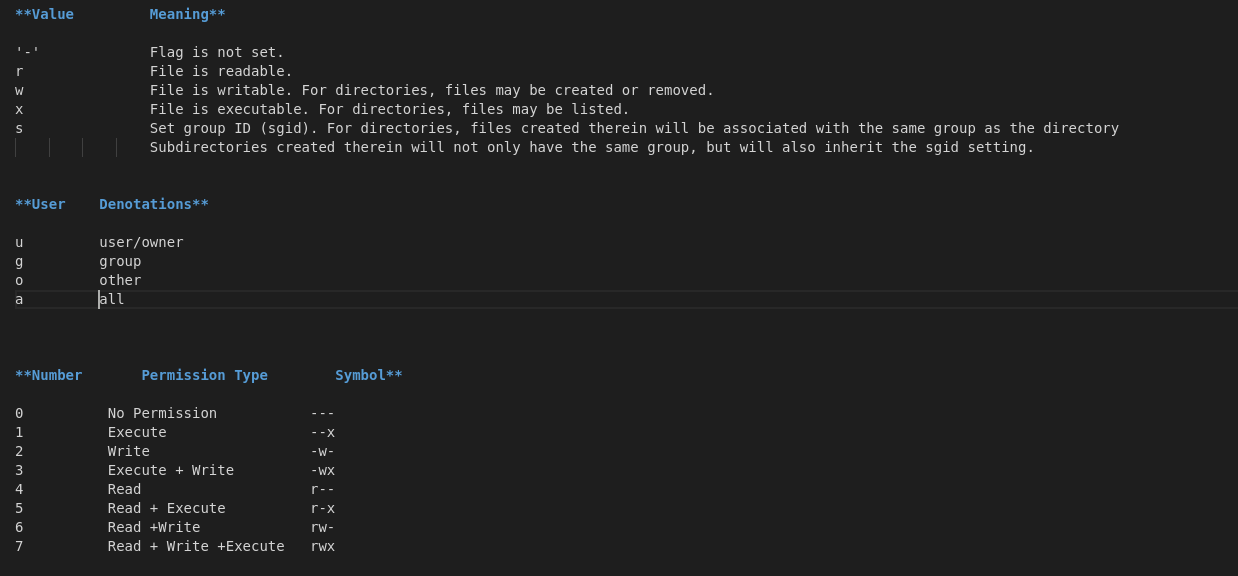 **Value         Meaning**
'-'             Flag is not set.
r               File is readable.
w               File is writable. For directories, files may be created or removed.
x               File is executable. For directories, files may be listed.
s               Set group ID (sgid). For directories, files created therein will be associated with the same group as the directory
                Subdirectories created therein will not only have the same group, but will also inherit the sgid setting.
**User    Denotations**
u         user/owner
g         group
o         other
a         all
**Number       Permission Type        Symbol**
0          No Permission           ---
1          Execute                 --x
2          Write                   -w-
3          Execute + Write         -wx
4          Read                    r--
5          Read + Execute          r-x
6          Read +Write             rw-
7          Read + Write +Execute   rwx